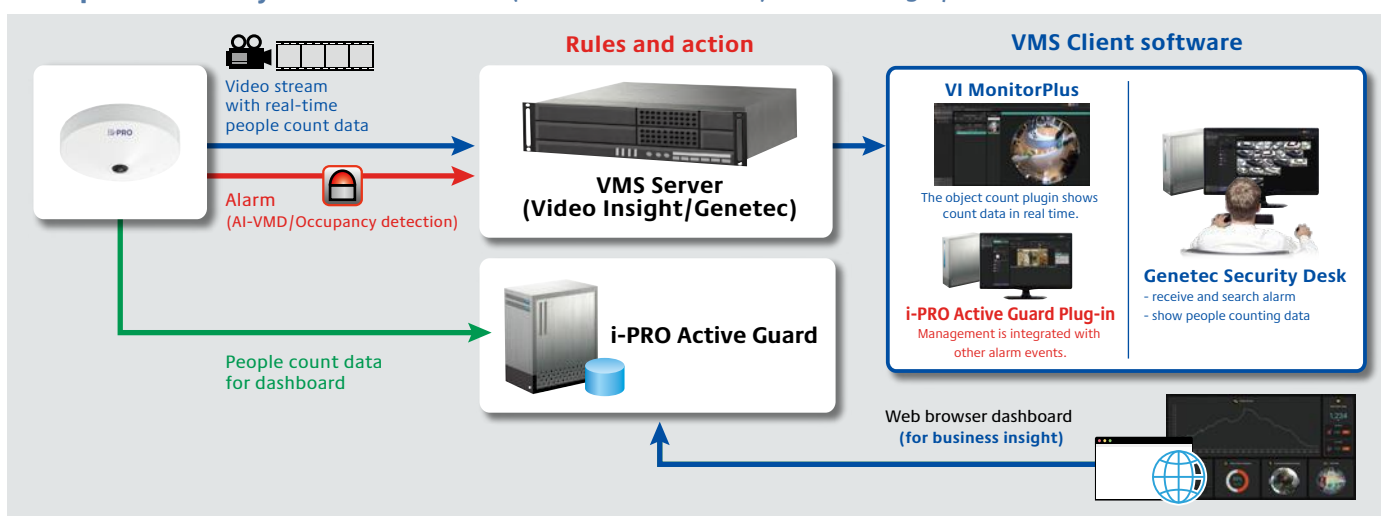 Rules and action
VMS Client software
Video stream
with real-time
people count data
i-PRO
Alarm
(AI-VMD/Occupancy detection)
VMS Server
(Video Insight/Genetec)
VI MonitorPlus
The object count plugin shows
count data in real time.
i-PRO Active Guard Plug-in
Management is integrated with
other alarm events.
Genetec Security Desk
- receive and search alarm
- show people counting data
i-PRO Active Guard
People count data
for dashboard
Web browser dashboard
(for business insight)
1,234